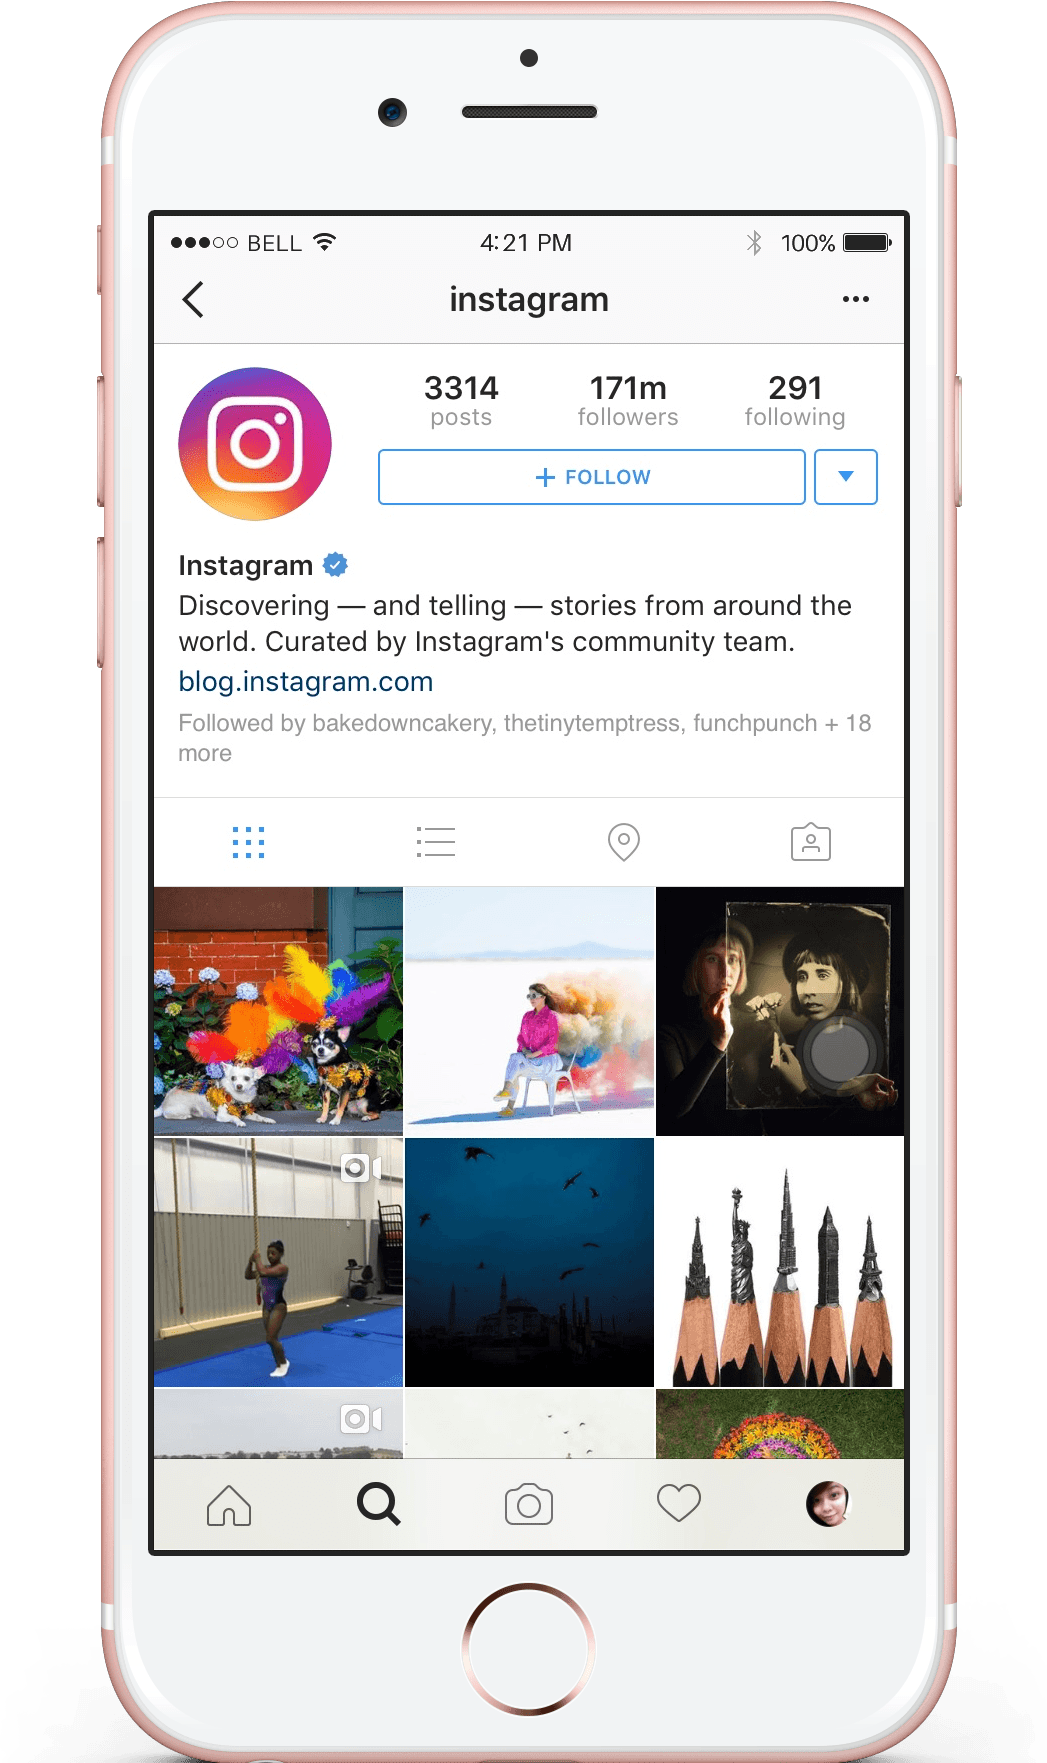 BELL 4:21 PM 100%
instagram
3314 171m 291
posts followers following
+ FOLLOW
Instagram
Discovering — and telling — stories from around the
world. Curated by Instagram's community team.
blog.instagram.com
Followed by bakedowncakery, thetinytemptress, funchpunch + 18
more